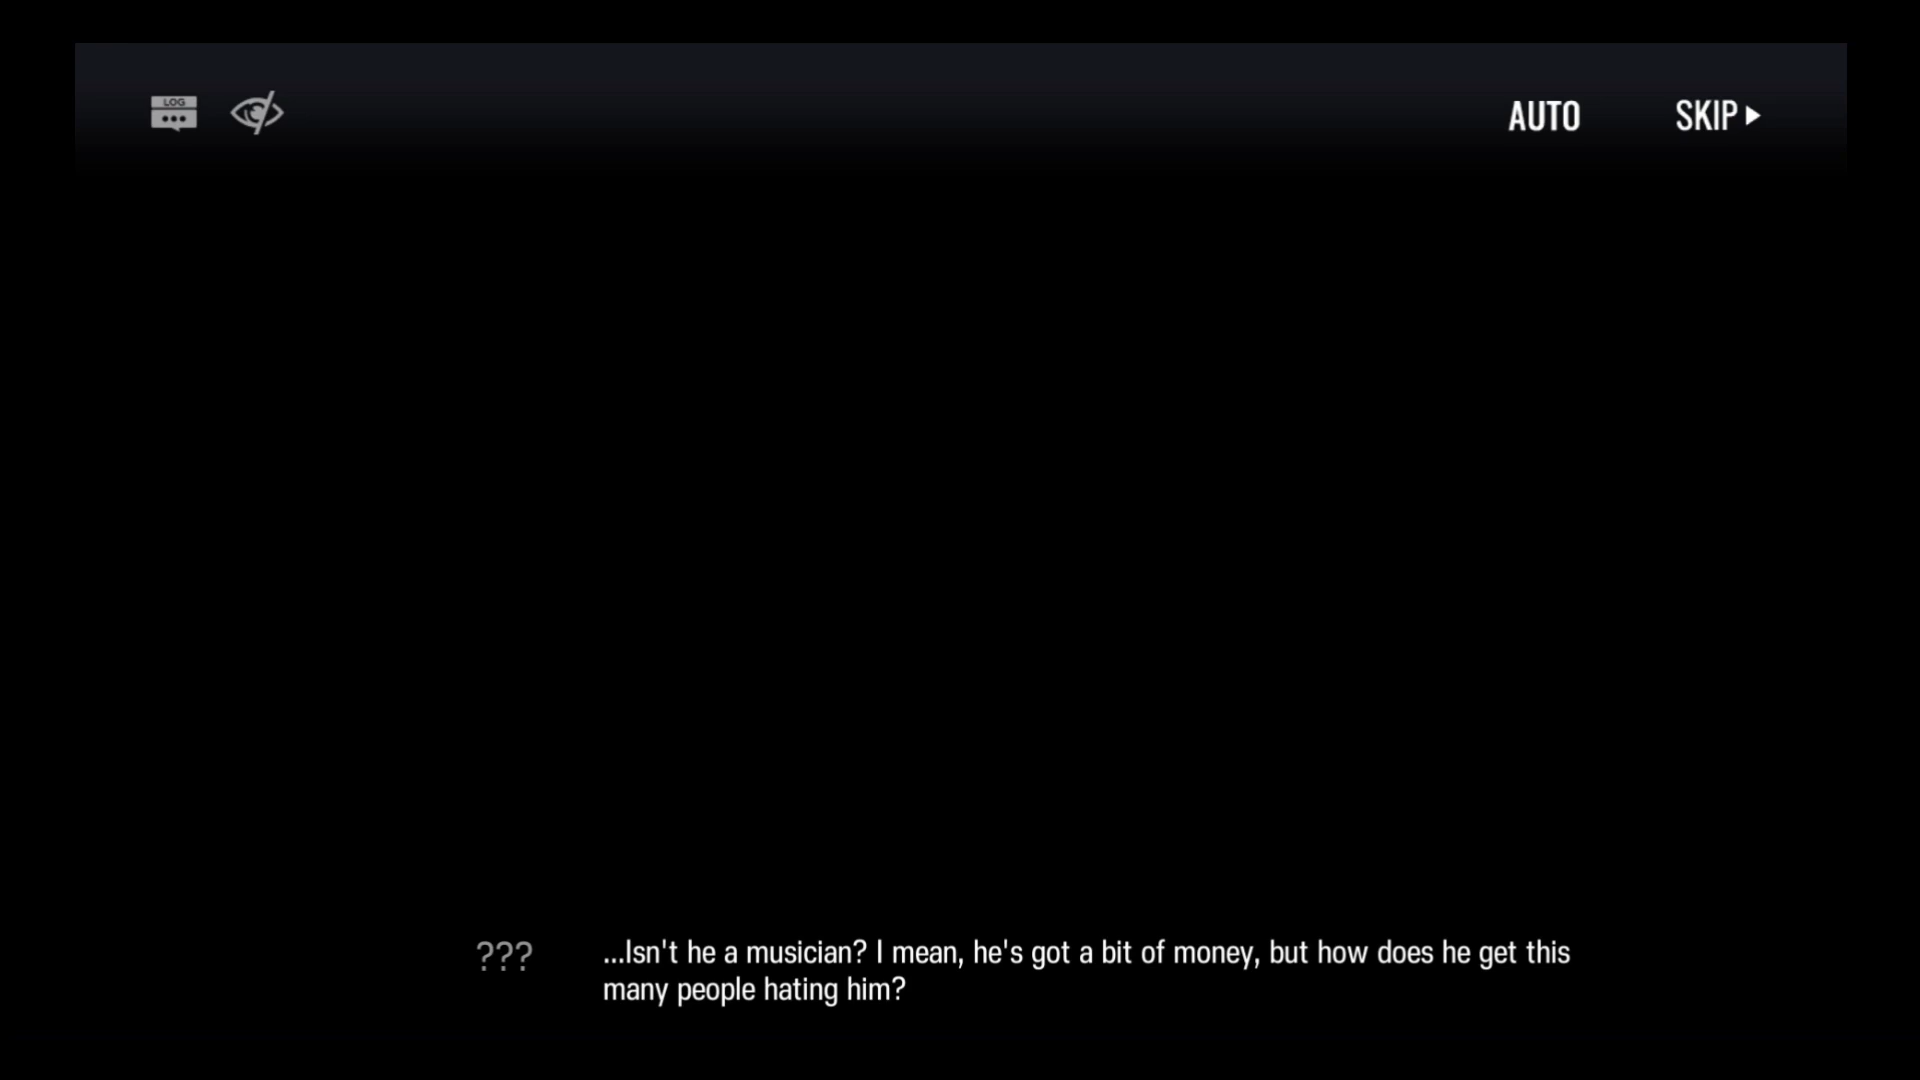 LOG
AUTO
SKIP
???
...Isn't he a musician? I mean, he's got a bit of money, but how does he get this
many people hating him?